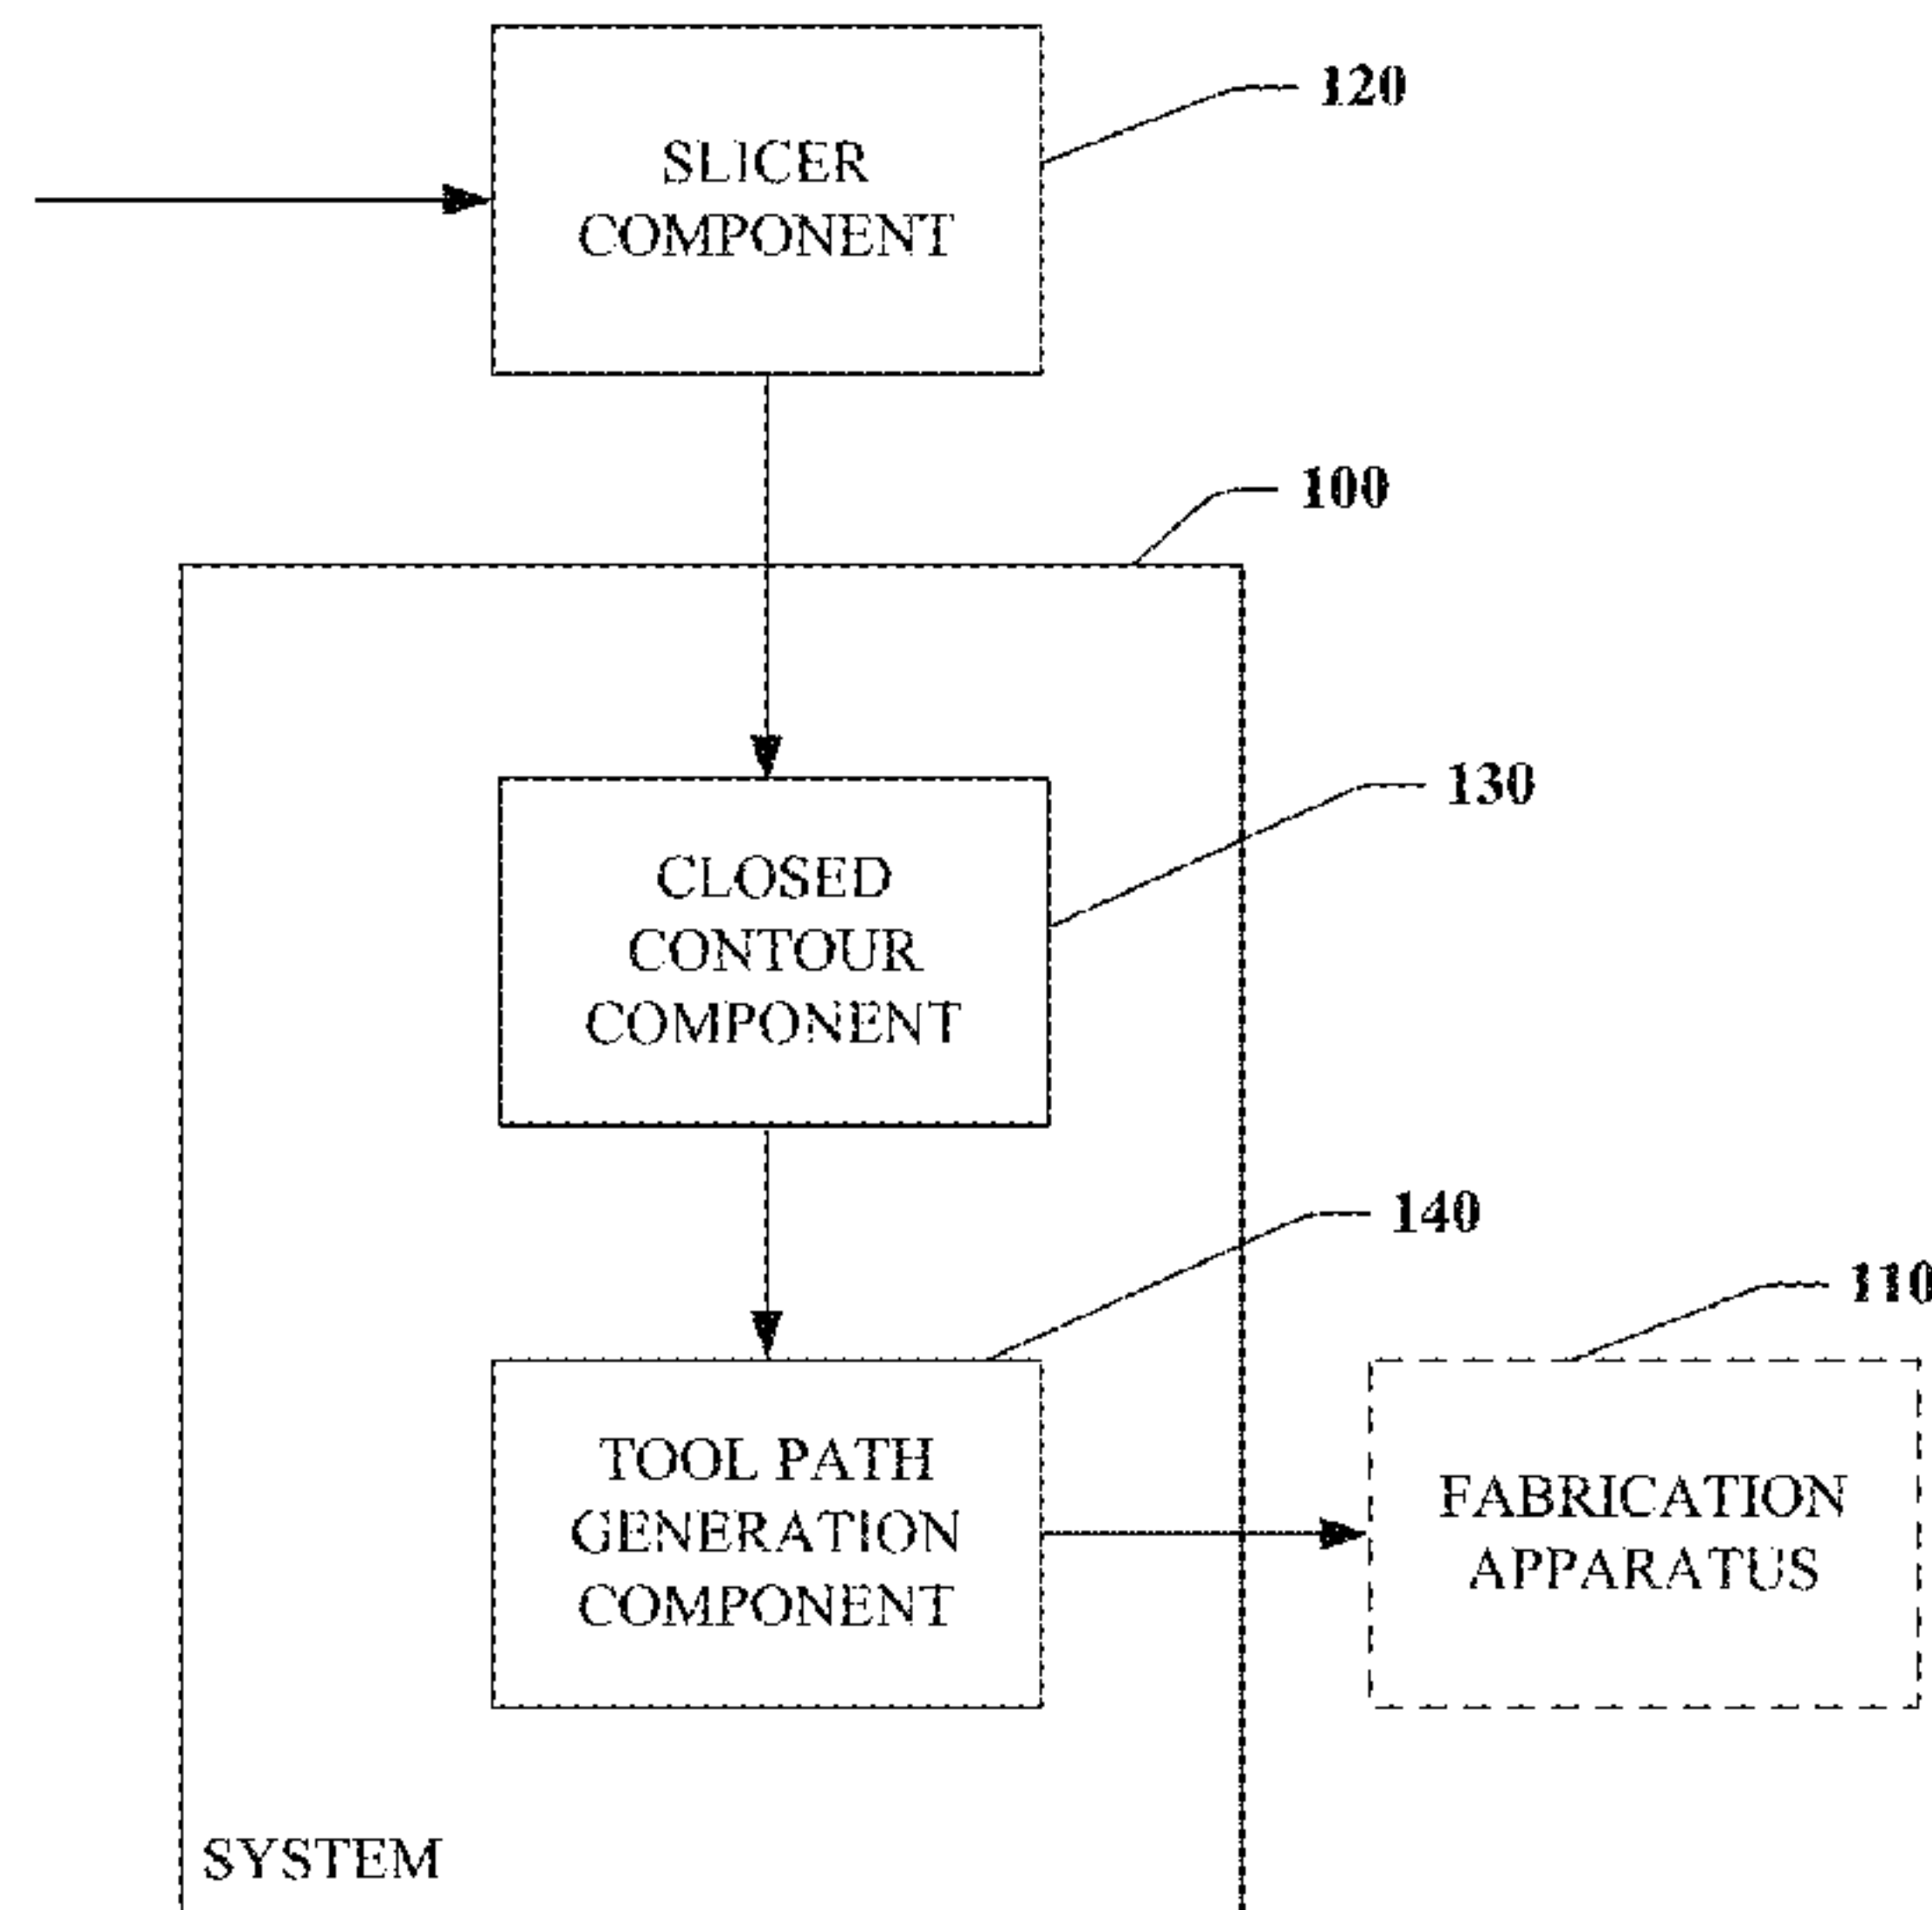 120
SLICER
COMPONENT
100
130
CLOSED
CONTOUR
COMPONENT
140
110
TOOL PATH
GENERATION
COMPONENT
FABRICATION
APPARATUS
SYSTEM